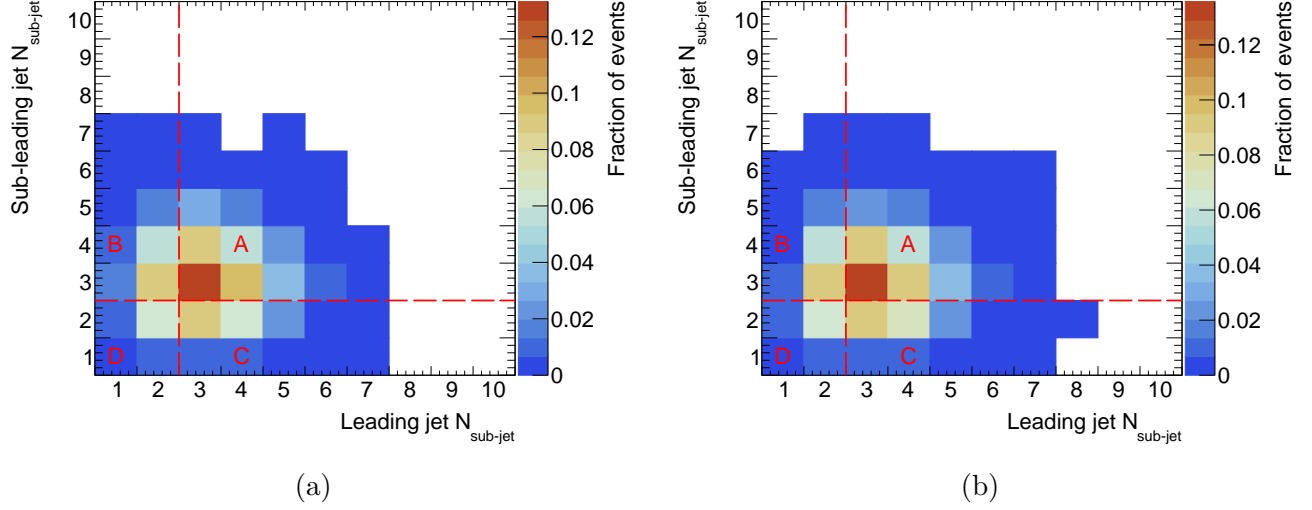 Sub-leading jet N_sub-jet
10
9
8
7
6
5
4
3
2
1
B
A
D
C
1 2 3 4 5 6 7 8 9 10
Leading jet N_sub-jet
0.12
0.1
0.08
0.06
0.04
0.02
0
Fraction of events
(a)
Sub-leading jet N_sub-jet
10
9
8
7
6
5
4
3
2
1
B
A
D
C
1 2 3 4 5 6 7 8 9 10
Leading jet N_sub-jet
0.12
0.1
0.08
0.06
0.04
0.02
0
Fraction of events
(b)